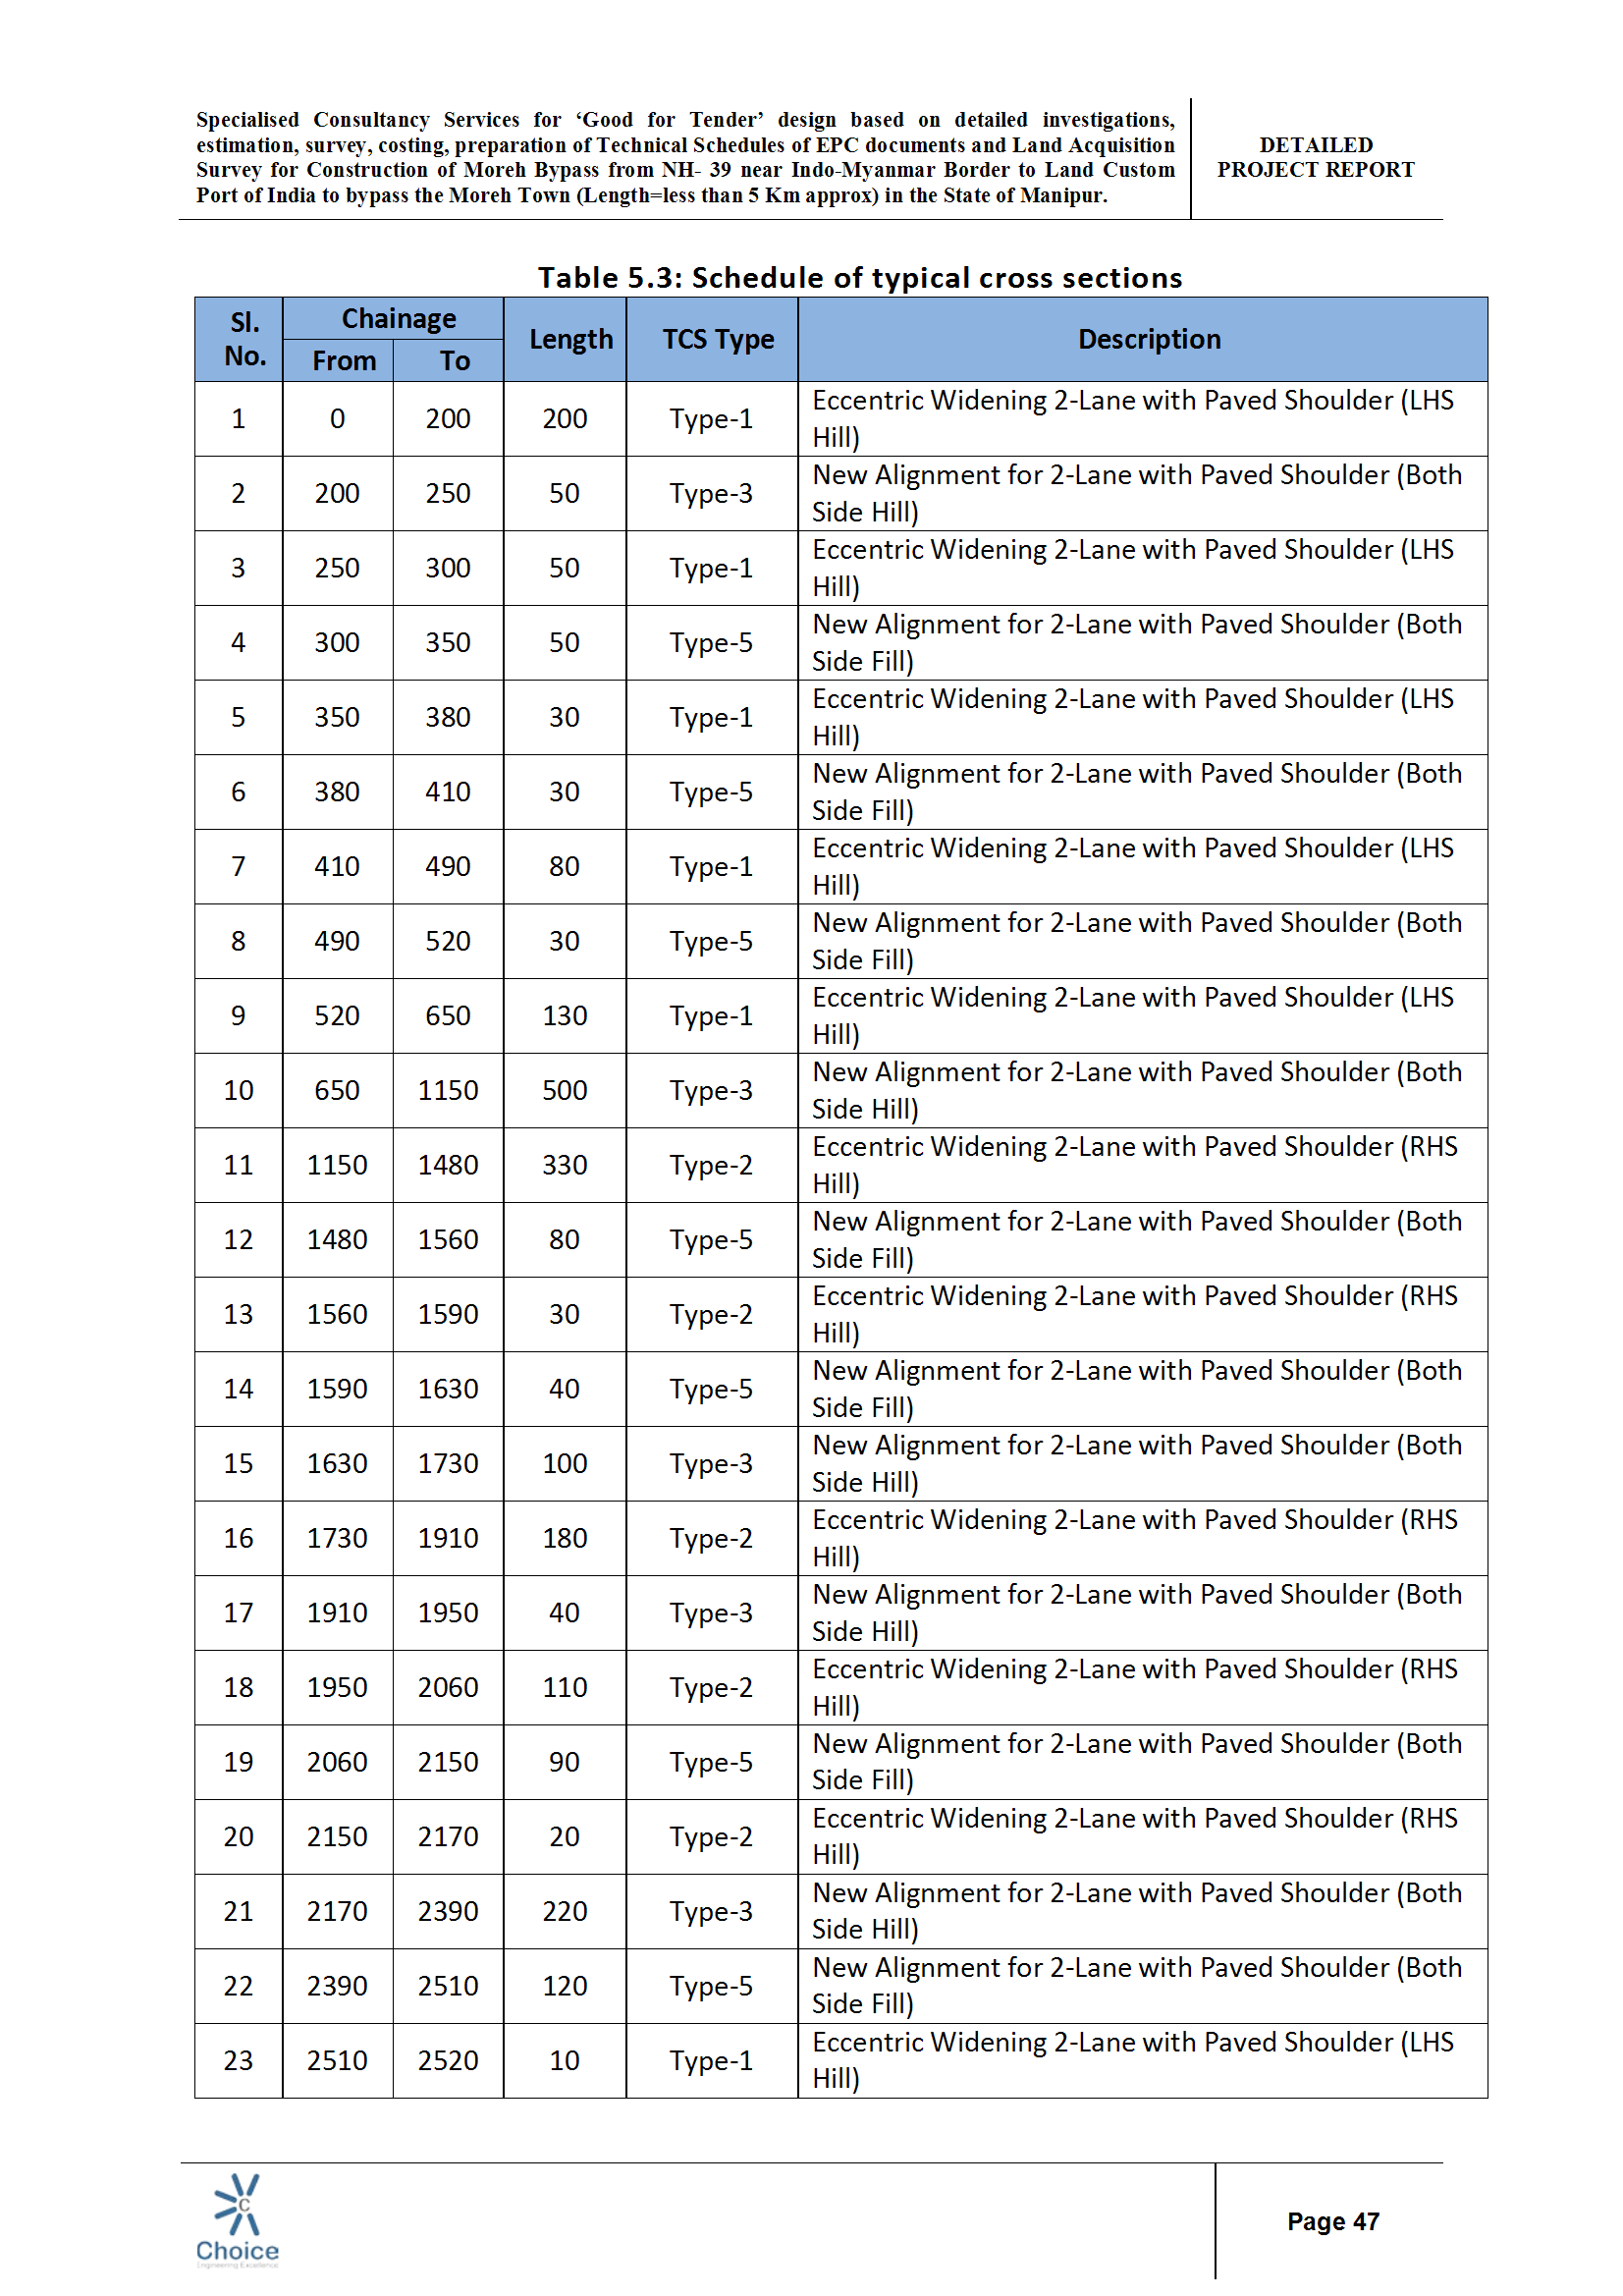 Specialised Consultancy Services for ‘Good for Tender’ design based on detailed investigations,
estimation, survey, costing, preparation of Technical Schedules of EPC documents and Land Acquisition
Survey for Construction of Moreh Bypass from NH- 39 near Indo-Myanmar Border to Land Custom
Port of India to bypass the Moreh Town (Length=less than 5 Km approx) in the State of Manipur.
DETAILED
PROJECT REPORT
Table 5.3: Schedule of typical cross sections
Sl. No. Chainage Length TCS Type Description
From To
1 0 200 200 Type-1 Eccentric Widening 2-Lane with Paved Shoulder (LHS
Hill)
2 200 250 50 Type-3 New Alignment for 2-Lane with Paved Shoulder (Both
Side Hill)
3 250 300 50 Type-1 Eccentric Widening 2-Lane with Paved Shoulder (LHS
Hill)
4 300 350 50 Type-5 New Alignment for 2-Lane with Paved Shoulder (Both
Side Fill)
5 350 380 30 Type-1 Eccentric Widening 2-Lane with Paved Shoulder (LHS
Hill)
6 380 410 30 Type-5 New Alignment for 2-Lane with Paved Shoulder (Both
Side Fill)
7 410 490 80 Type-1 Eccentric Widening 2-Lane with Paved Shoulder (LHS
Hill)
8 490 520 30 Type-5 New Alignment for 2-Lane with Paved Shoulder (Both
Side Fill)
9 520 650 130 Type-1 Eccentric Widening 2-Lane with Paved Shoulder (LHS
Hill)
10 650 1150 500 Type-3 New Alignment for 2-Lane with Paved Shoulder (Both
Side Hill)
11 1150 1480 330 Type-2 Eccentric Widening 2-Lane with Paved Shoulder (RHS
Hill)
12 1480 1560 80 Type-5 New Alignment for 2-Lane with Paved Shoulder (Both
Side Fill)
13 1560 1590 30 Type-2 Eccentric Widening 2-Lane with Paved Shoulder (RHS
Hill)
14 1590 1630 40 Type-5 New Alignment for 2-Lane with Paved Shoulder (Both
Side Fill)
15 1630 1730 100 Type-3 New Alignment for 2-Lane with Paved Shoulder (Both
Side Hill)
16 1730 1910 180 Type-2 Eccentric Widening 2-Lane with Paved Shoulder (RHS
Hill)
17 1910 1950 40 Type-3 New Alignment for 2-Lane with Paved Shoulder (Both
Side Hill)
18 1950 2060 110 Type-2 Eccentric Widening 2-Lane with Paved Shoulder (RHS
Hill)
19 2060 2150 90 Type-5 New Alignment for 2-Lane with Paved Shoulder (Both
Side Fill)
20 2150 2170 20 Type-2 Eccentric Widening 2-Lane with Paved Shoulder (RHS
Hill)
21 2170 2390 220 Type-3 New Alignment for 2-Lane with Paved Shoulder (Both
Side Hill)
22 2390 2510 120 Type-5 New Alignment for 2-Lane with Paved Shoulder (Both
Side Fill)
23 2510 2520 10 Type-1 Eccentric Widening 2-Lane with Paved Shoulder (LHS
Hill)
C
Choice
Engineering Excellence
Page 47